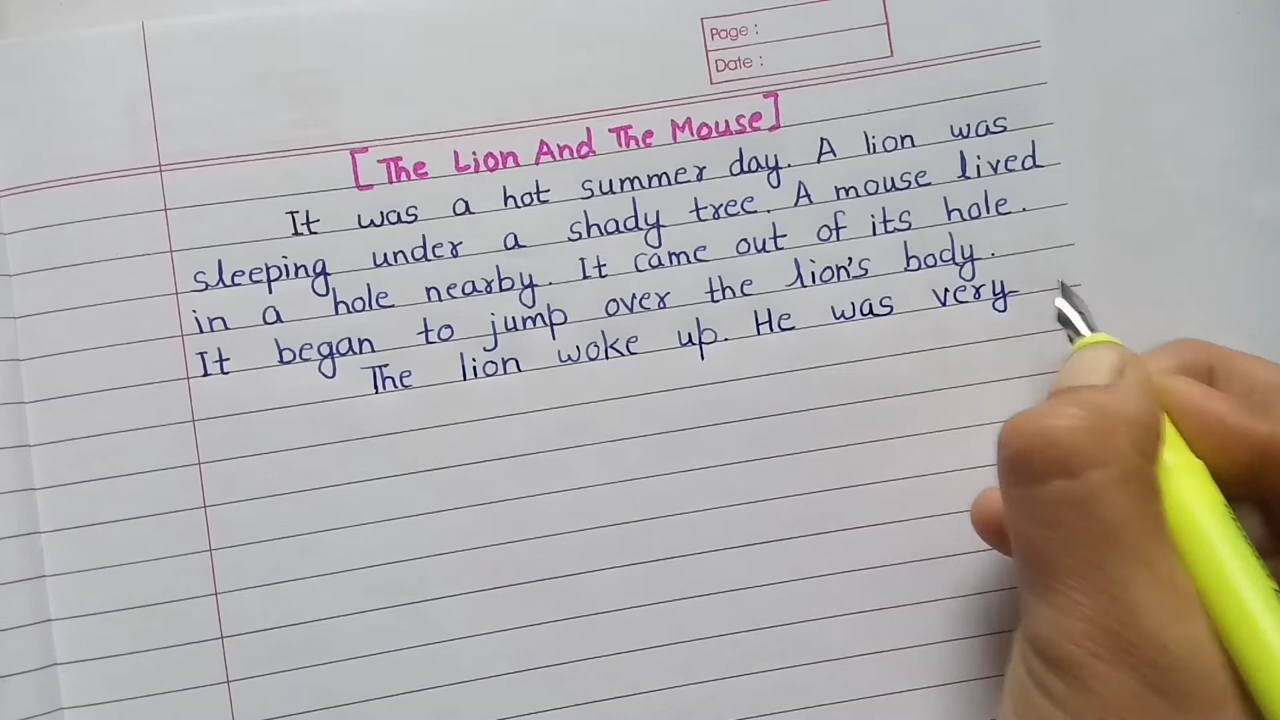 Page :
Date :
[The Lion And The Mouse]
It was a hot summer day. A lion was
sleeping under a shady tree. A mouse lived
in a hole nearby. It came out of its hole.
It began to jump over the lion's body.
The lion woke up. He was very